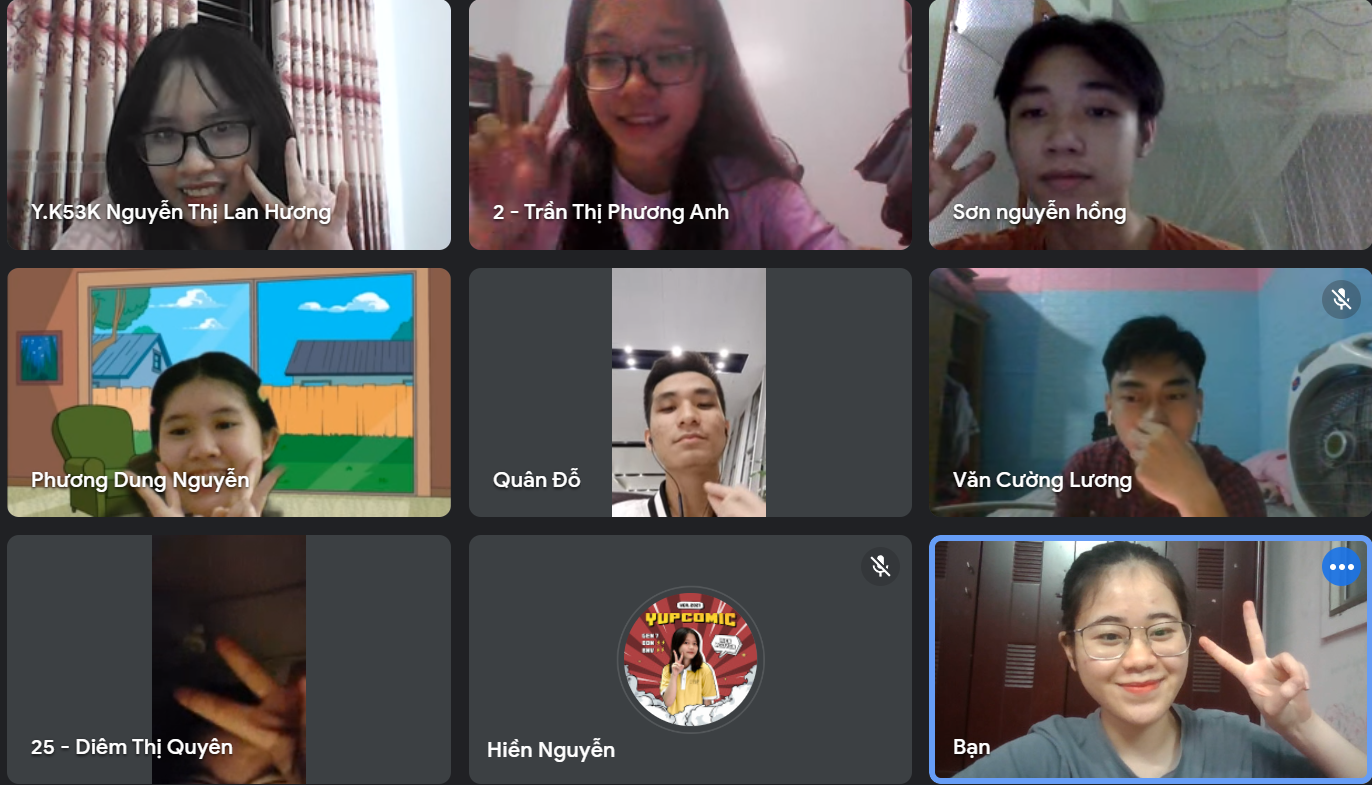 Y.K53K Nguyễn Thị Lan Hương
2 - Trần Thị Phương Anh
Sơn nguyễn hồng
Phương Dung Nguyễn
Quân Đỗ
Văn Cường Lương
25 - Diêm Thị Quyên
YUPCOMIC
Hiền Nguyễn
Bạn